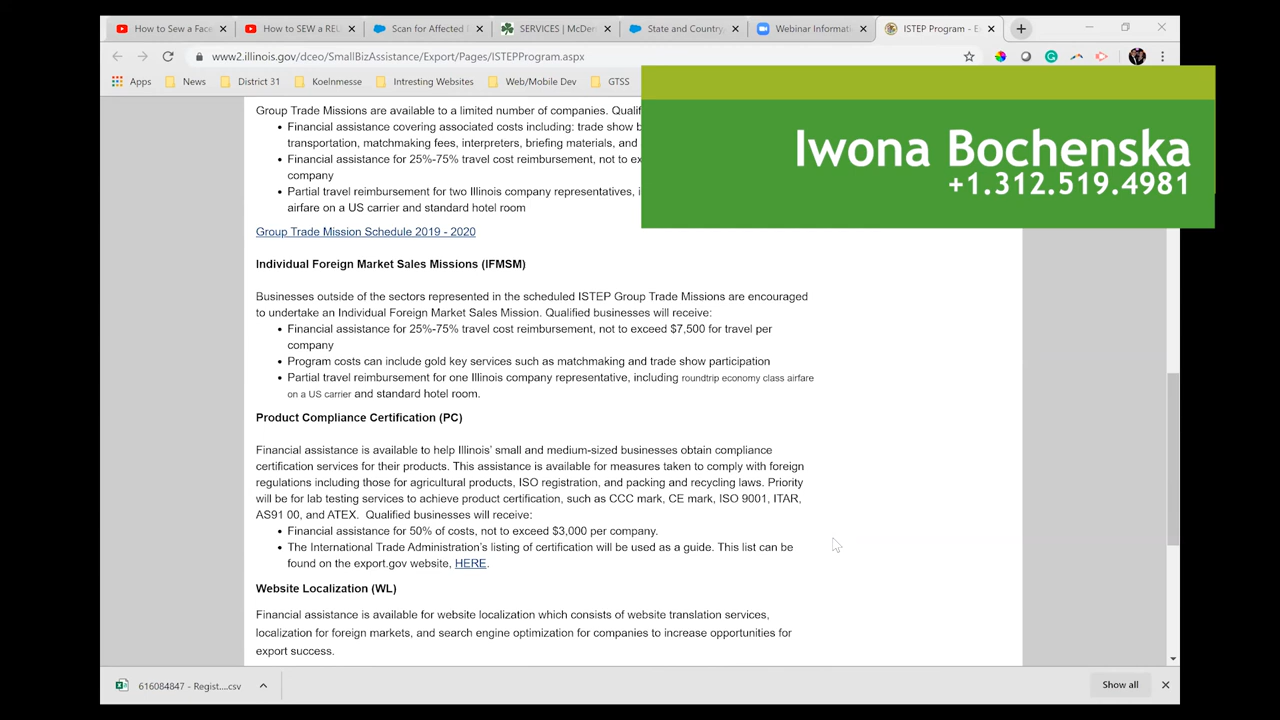 How to Sew a Face
How to SEW a REU
Scan for Affected
SERVICES | McDer
State and Country,
Webinar Informati
ISTEP Program - E
www2.illinois.gov/dceo/SmallBizAssistance/Export/Pages/ISTEPProgram.aspx
Apps
News
District 31
Koelnmesse
Intresting Websites
Web/Mobile Dev
GTSS
Iwona Bochenska
+1.312.519.4981
Group Trade Missions are available to a limited number of companies.
• Financial assistance covering associated costs including: trade show
transportation, matchmaking fees, interpreters, briefing materials, and
• Financial assistance for 25%-75% travel cost reimbursement, not to
company
• Partial travel reimbursement for two Illinois company representatives,
airfare on a US carrier and standard hotel room
Group Trade Mission Schedule 2019 - 2020
Individual Foreign Market Sales Missions (IFMSM)
Businesses outside of the sectors represented in the scheduled ISTEP Group Trade Missions are encouraged
to undertake an Individual Foreign Market Sales Mission. Qualified businesses will receive:
• Financial assistance for 25%-75% travel cost reimbursement, not to exceed $7,500 for travel per
company
• Program costs can include gold key services such as matchmaking and trade show participation
• Partial travel reimbursement for one Illinois company representative, including roundtrip economy class airfare
on a US carrier and standard hotel room.
Product Compliance Certification (PC)
Financial assistance is available to help Illinois' small and medium-sized businesses obtain compliance
certification services for their products. This assistance is available for measures taken to comply with foreign
regulations including those for agricultural products, ISO registration, and packing and recycling laws. Priority
will be for lab testing services to achieve product certification, such as CCC mark, CE mark, ISO 9001, ITAR,
AS91 00, and ATEX. Qualified businesses will receive:
• Financial assistance for 50% of costs, not to exceed $3,000 per company.
• The International Trade Administration's listing of certification will be used as a guide. This list can be
found on the export.gov website, HERE.
Website Localization (WL)
Financial assistance is available for website localization which consists of website translation services,
localization for foreign markets, and search engine optimization for companies to increase opportunities for
export success.
616084847 - Regist....csv
Show all